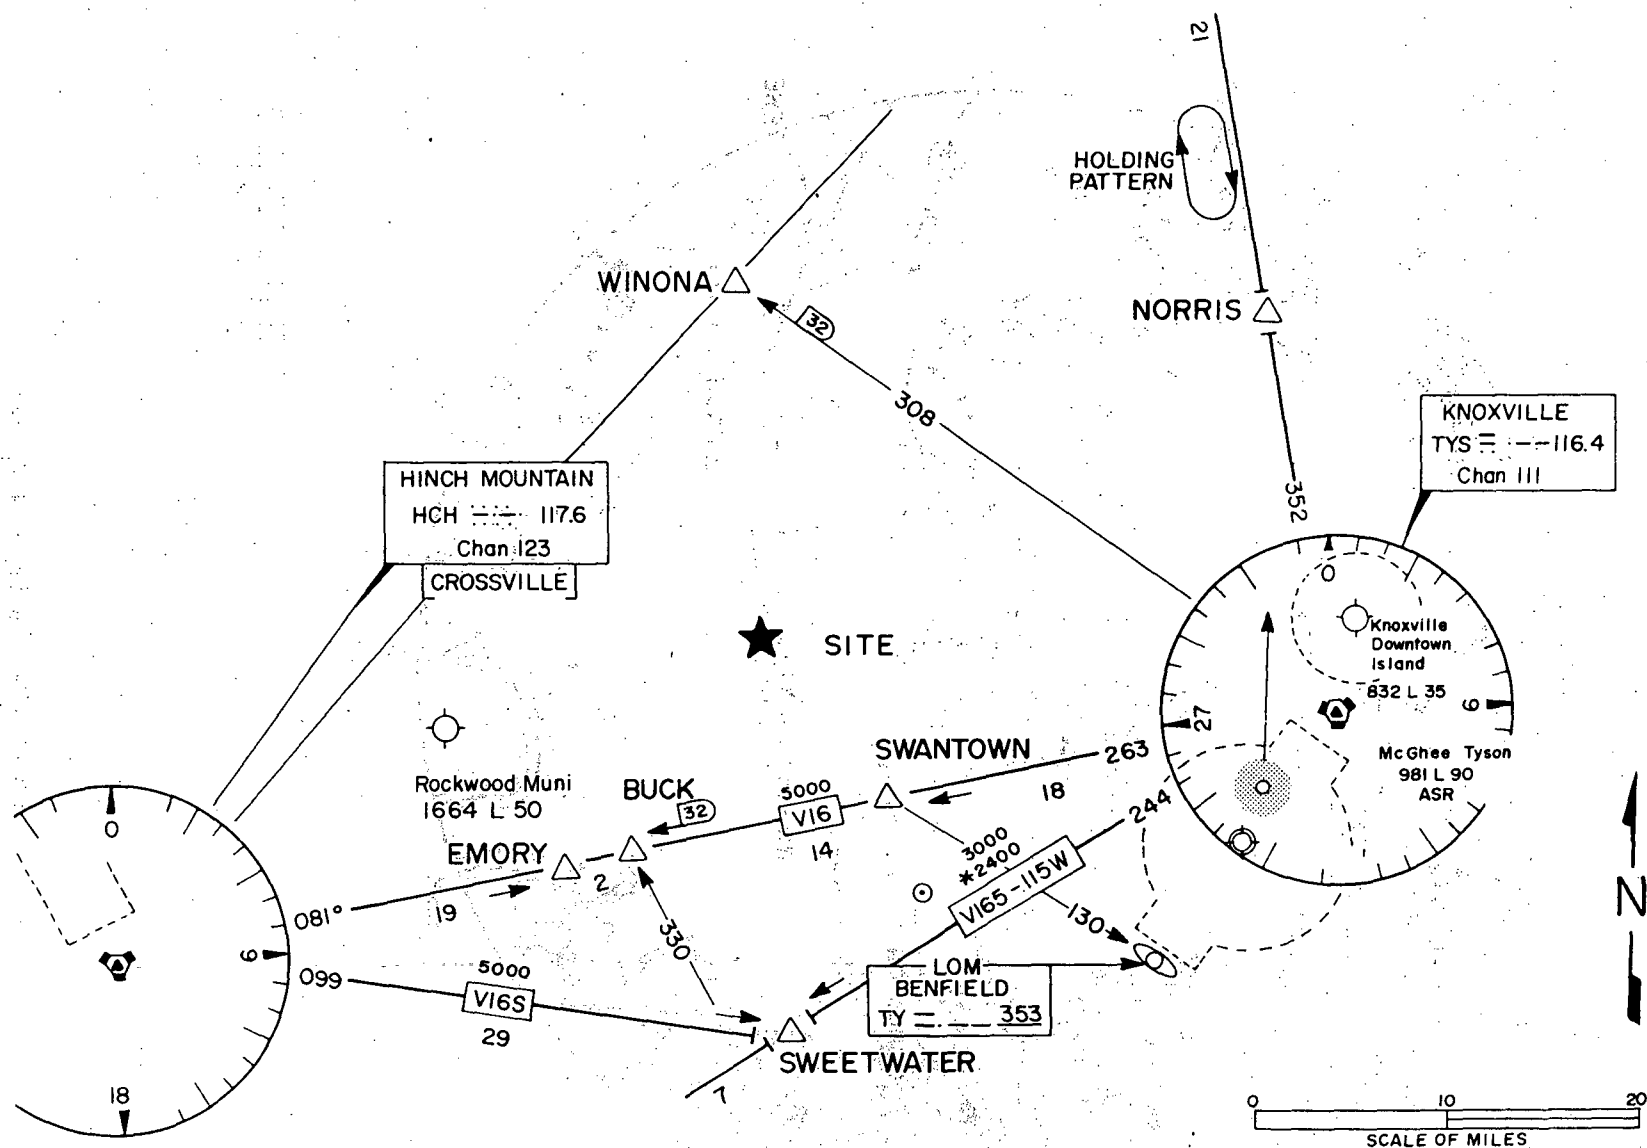 21
HOLDING
PATTERN
WINONA
32
NORRIS
308
352
KNOXVILLE
TYS 116.4
Chan 111
HINCH MOUNTAIN
HCH 117.6
Chan 123
CROSSVILLE
SITE
0
Knoxville
Downtown
Island
832 L 35
27
9
McGhee Tyson
981 L 90
ASR
SWANTOWN
263
18
244
Rockwood Muni
1664 L 50
BUCK
32
5000
V16
14
EMORY
2
3000
*2400
V165-115W
130
0
081°
19
9
099
5000
V16S
29
330
LOM
BENFIELD
TY 353
SWEETWATER
7
18
N
0 10 20
SCALE OF MILES